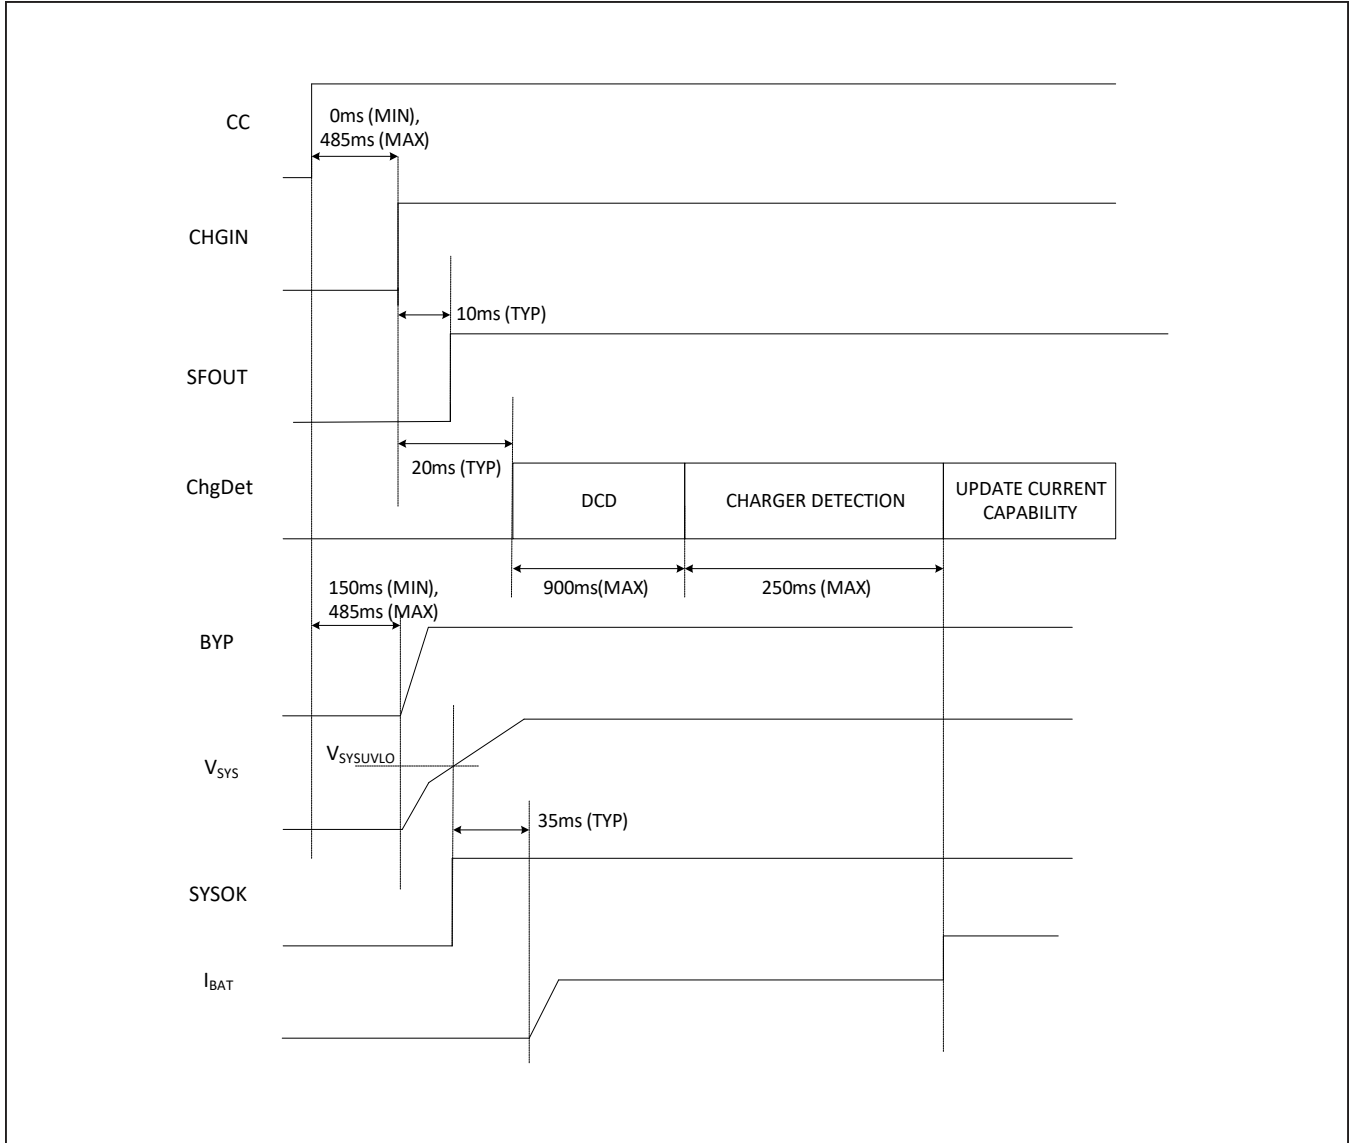 CC
0ms (MIN),
485ms (MAX)
CHGIN
10ms (TYP)
SFOUT
20ms (TYP)
ChgDet
DCD
CHARGER DETECTION
UPDATE CURRENT
CAPABILITY
900ms(MAX)
250ms (MAX)
150ms (MIN),
485ms (MAX)
BYP
VSYSUVLO
VSYS
35ms (TYP)
SYSOK
IBAT